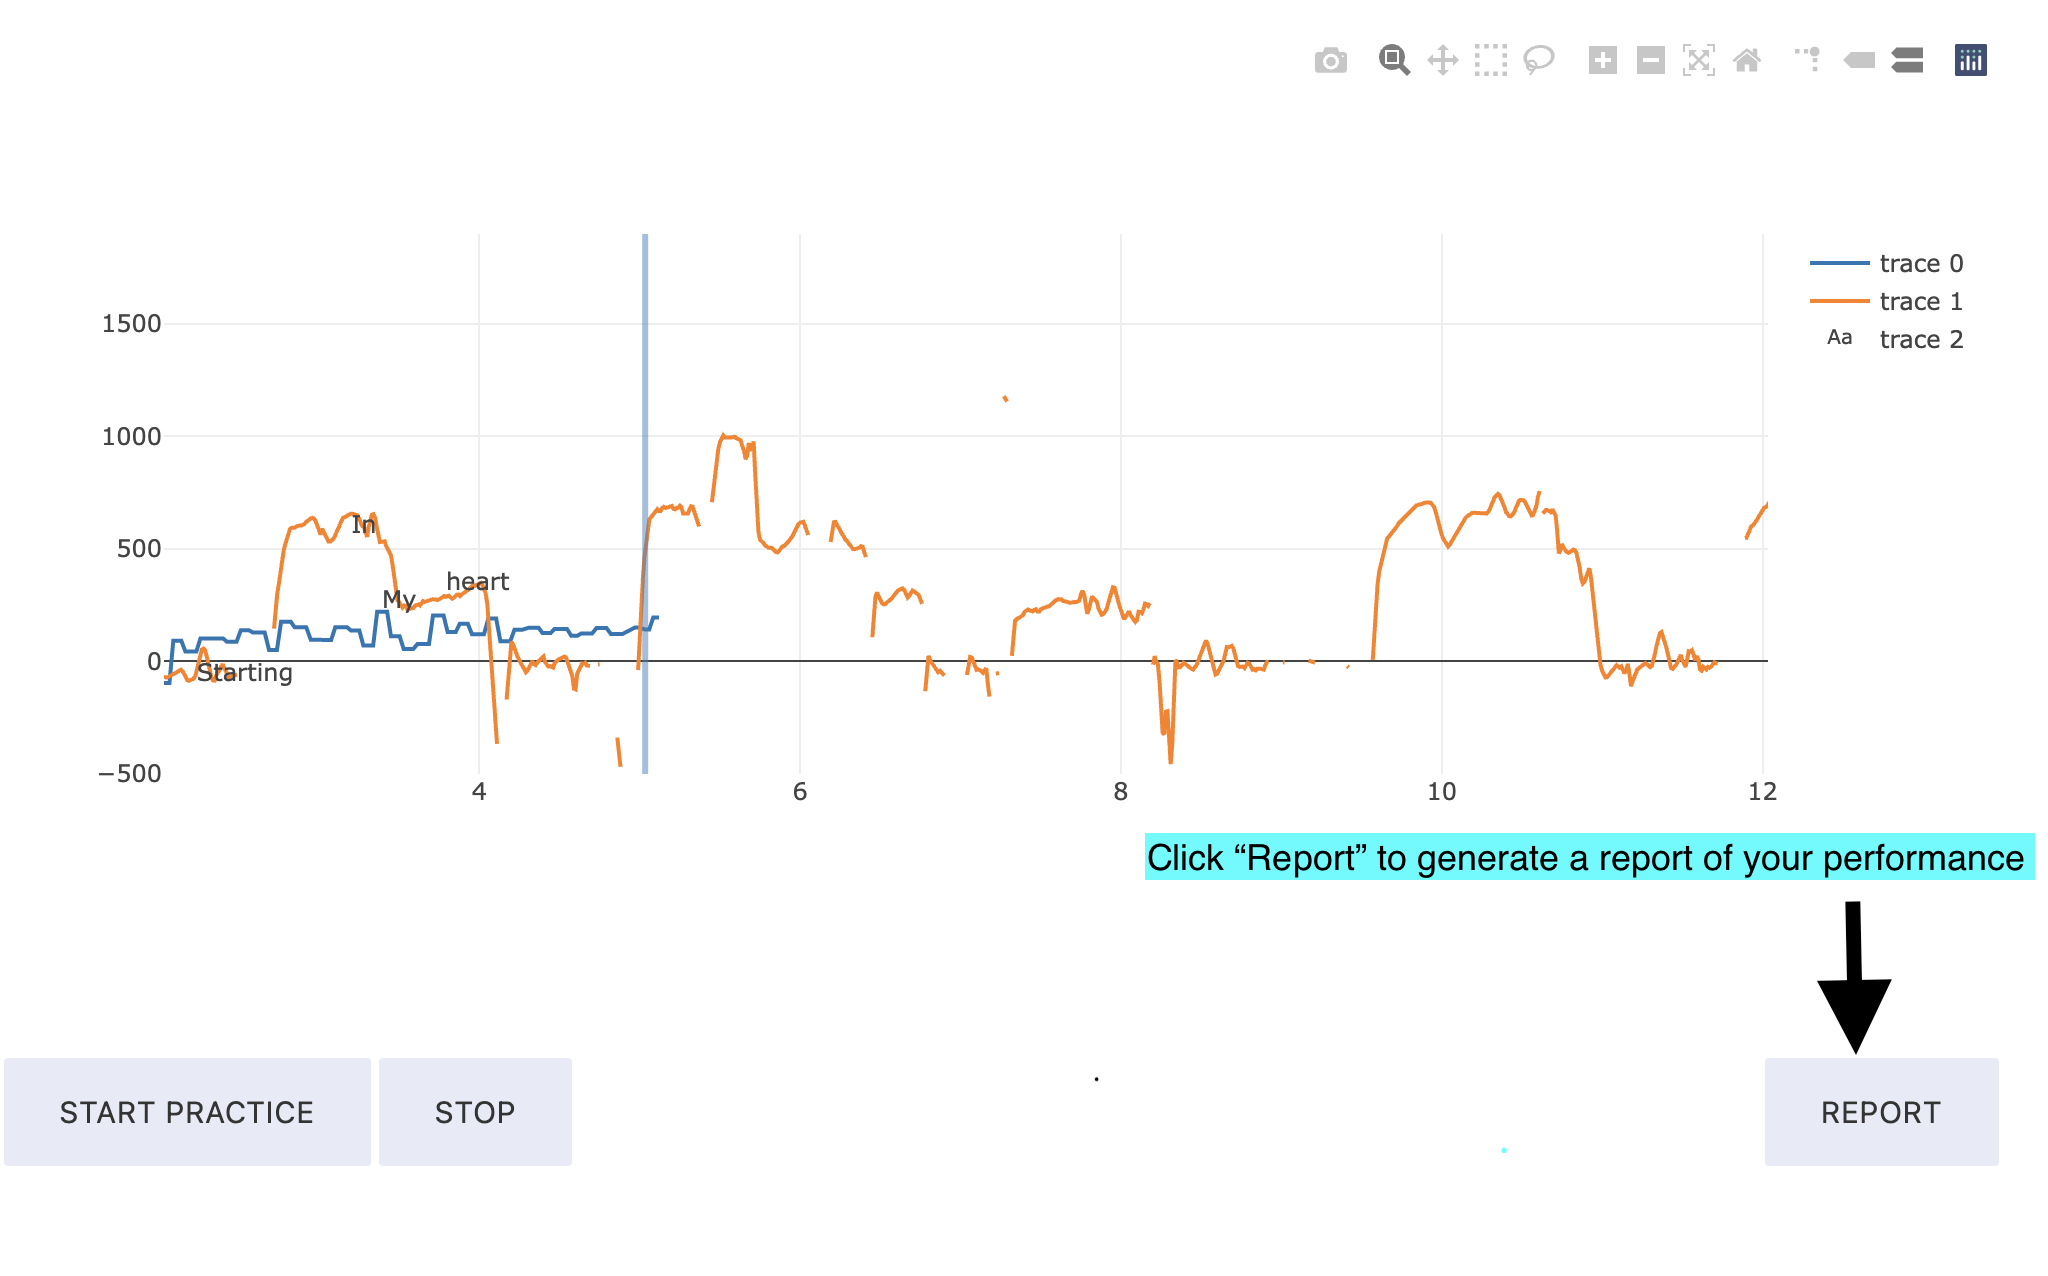 trace 0
trace 1
Aa trace 2
1500
1000
500
0
−500
In
heart
My
Starting
4 6 8 10 12
Click “Report” to generate a report of your performance
START PRACTICE STOP REPORT